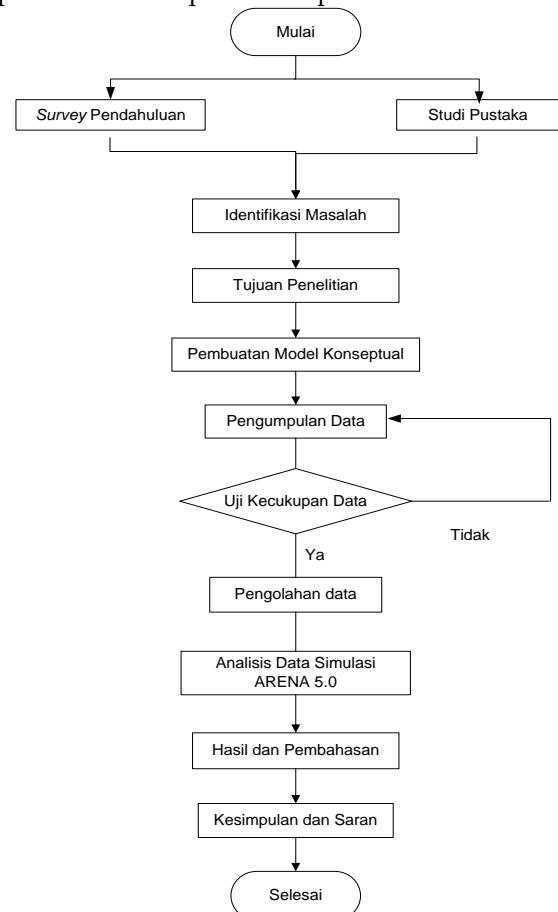 Mulai
Survey Pendahuluan
Studi Pustaka
Identifikasi Masalah
Tujuan Penelitian
Pembuatan Model Konseptual
Pengumpulan Data
Uji Kecukupan Data
Tidak
Ya
Pengolahan data
Analisis Data Simulasi
ARENA 5.0
Hasil dan Pembahasan
Kesimpulan dan Saran
Selesai